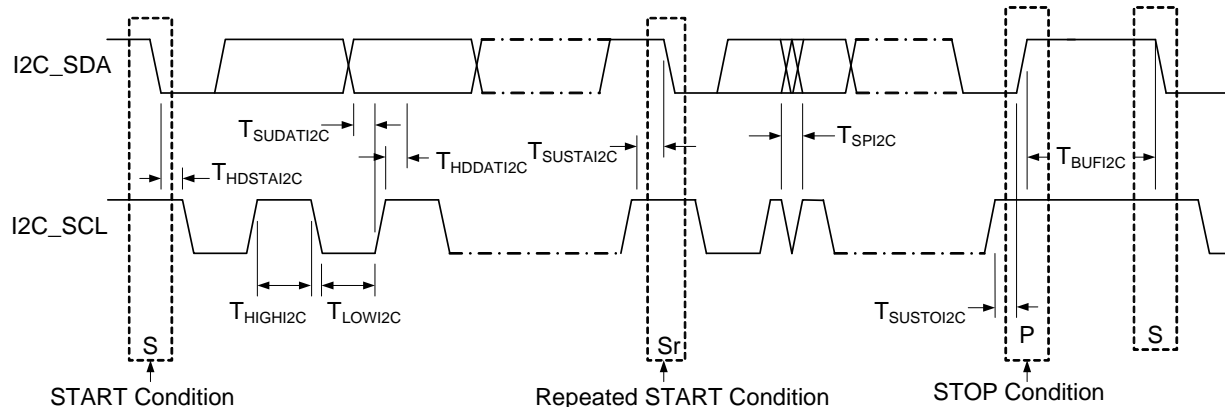 I2C_SDA
T_SUDATI2C
T_HDDATI2C
T_SUSTAI2C
T_SPI2C
T_BUFI2C
T_HDSTAI2C
I2C_SCL
T_HIGHI2C
T_LOWI2C
T_SUSTOI2C
S
Sr
P
S
START Condition
Repeated START Condition
STOP Condition